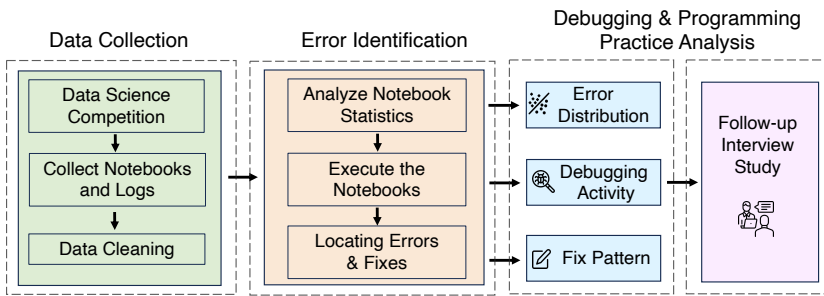 Data Collection
Error Identification
Debugging & Programming
Practice Analysis
Data Science
Competition
Collect Notebooks
and Logs
Data Cleaning
Analyze Notebook
Statistics
Execute the
Notebooks
Locating Errors
& Fixes
Error
Distribution
Debugging
Activity
Fix Pattern
Follow-up
Interview
Study